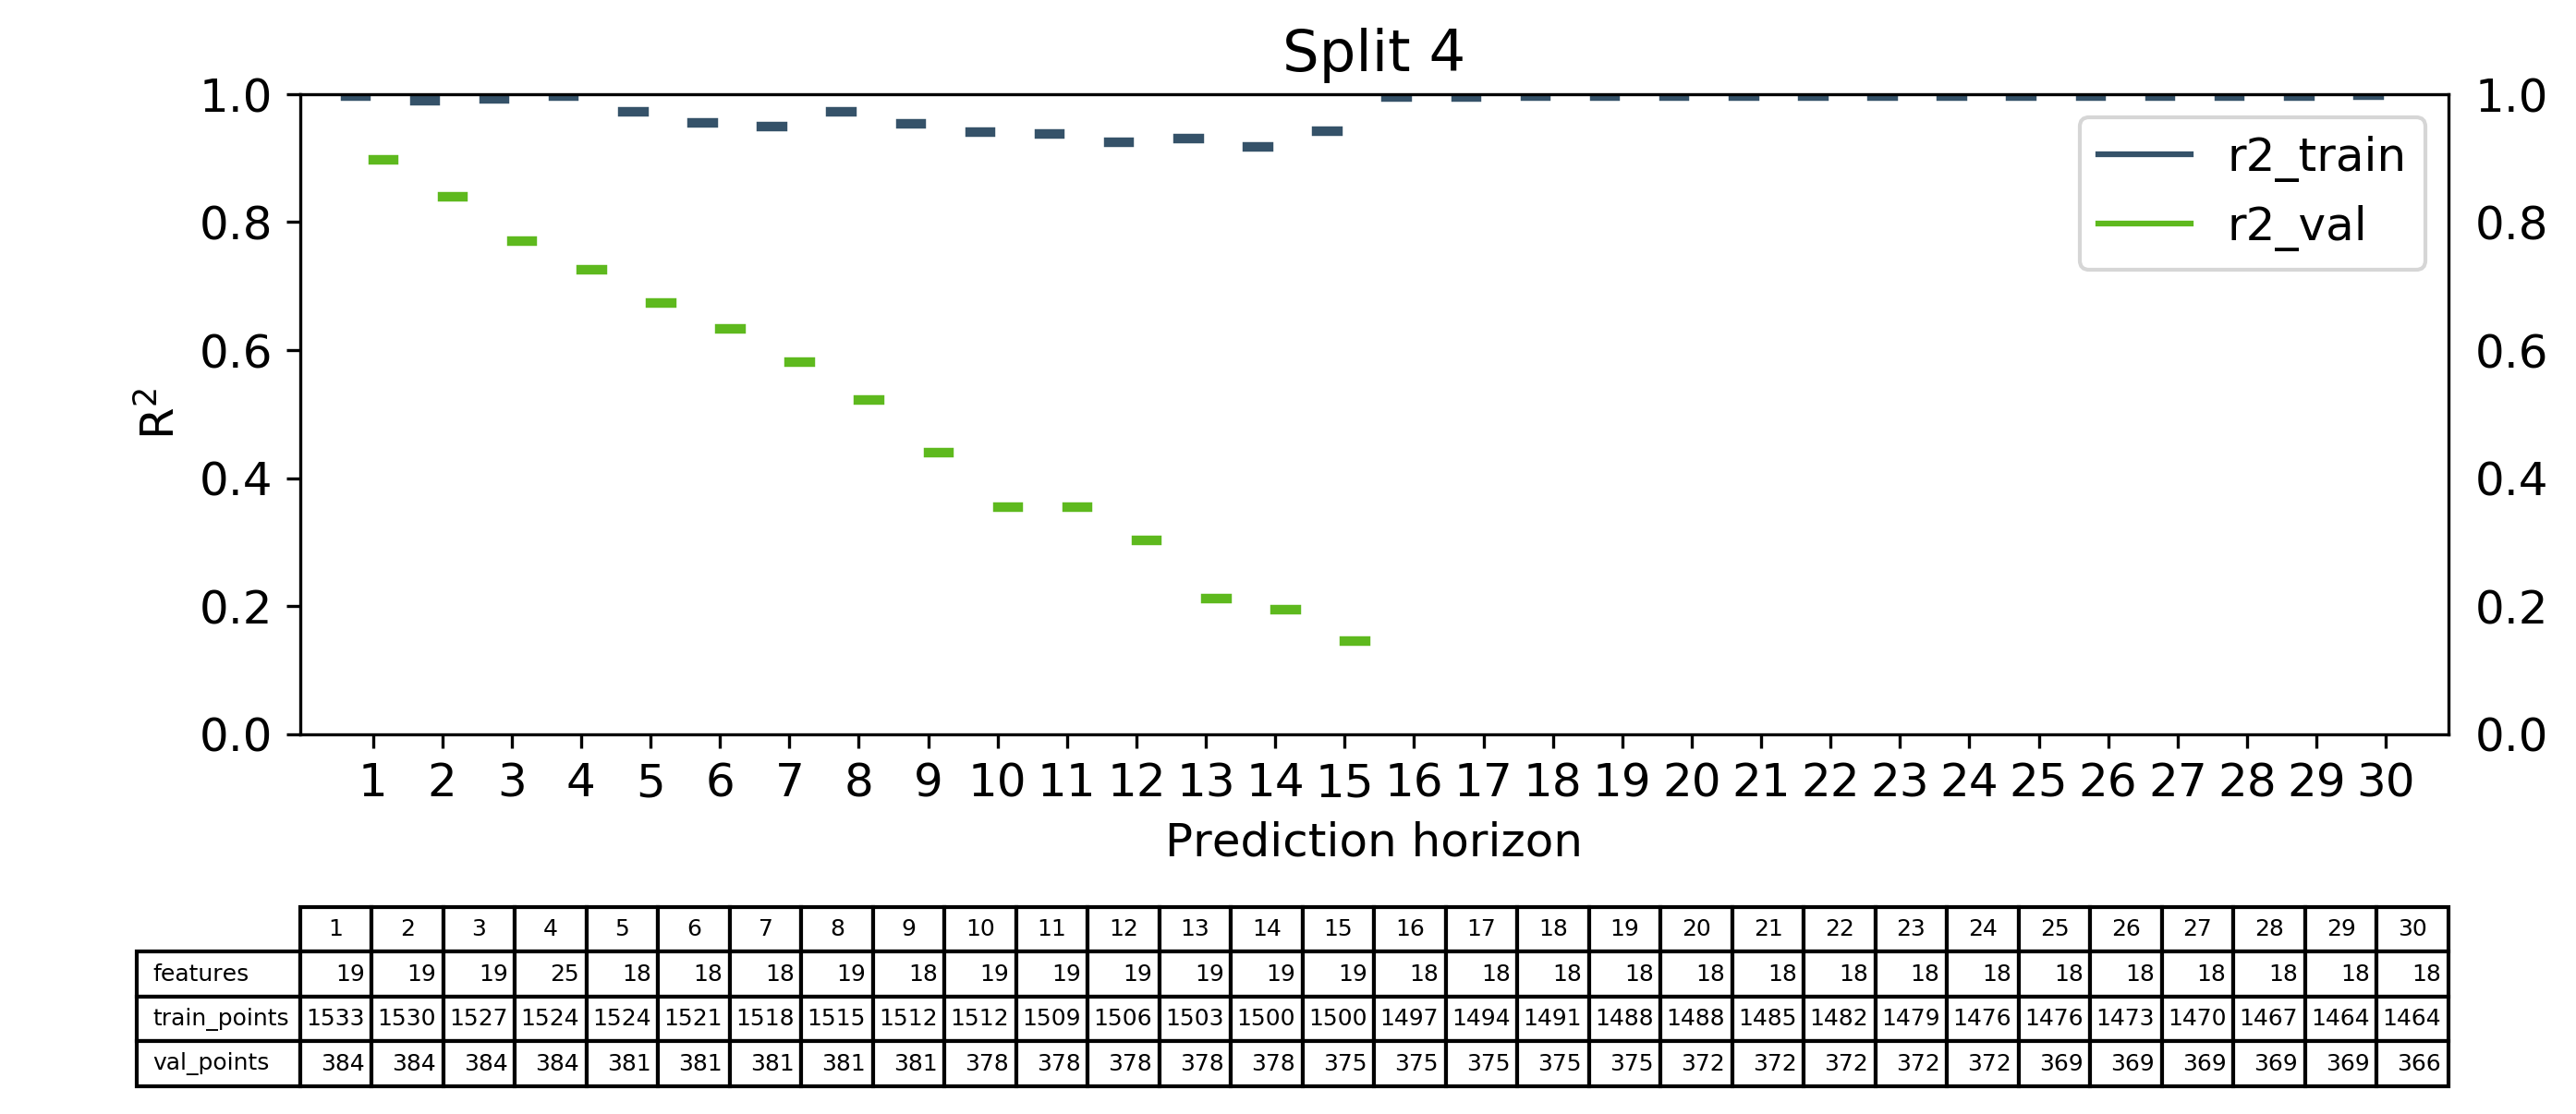 Split 4
1.0 1.0
r2_train
0.8 0.8
r2_val
0.6 0.6
R²
0.4 0.4
0.2 0.2
0.0 0.0
1 2 3 4 5 6 7 8 9 10 11 12 13 14 15 16 17 18 19 20 21 22 23 24 25 26 27 28 29 30
Prediction horizon
1 2 3 4 5 6 7 8 9 10 11 12 13 14 15 16 17 18 19 20 21 22 23 24 25 26 27 28 29 30
features 19 19 19 25 18 18 18 19 18 19 19 19 19 19 19 18 18 18 18 18 18 18 18 18 18 18 18 18 18 18
train_points 1533 1530 1527 1524 1524 1521 1518 1515 1512 1512 1509 1506 1503 1500 1500 1497 1494 1491 1488 1488 1485 1482 1479 1476 1476 1473 1470 1467 1464 1464
val_points 384 384 384 384 381 381 381 381 381 378 378 378 378 378 375 375 375 375 375 372 372 372 372 372 369 369 369 369 369 366